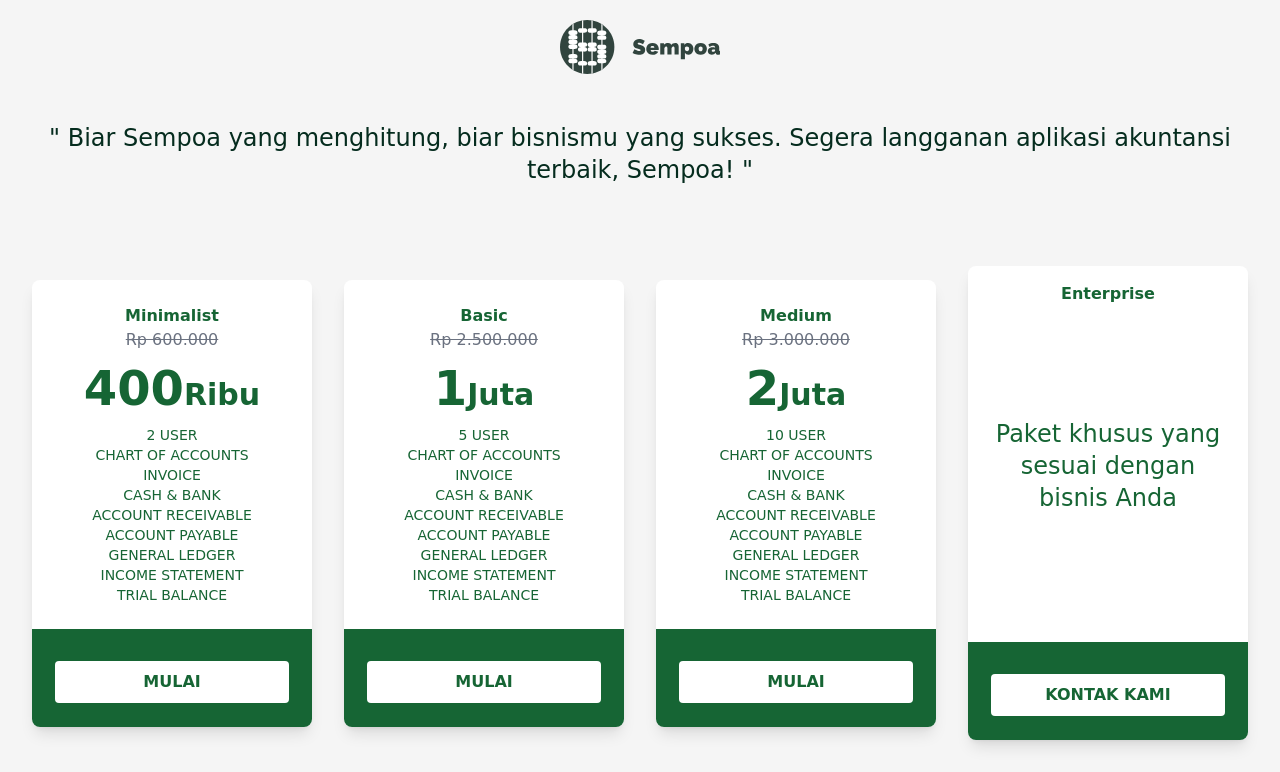 Sempoa
" Biar Sempoa yang menghitung, biar bisnismu yang sukses. Segera langganan aplikasi akuntansi
terbaik, Sempoa! "
Minimalist
Rp 600.000
400Ribu
2 USER
CHART OF ACCOUNTS
INVOICE
CASH & BANK
ACCOUNT RECEIVABLE
ACCOUNT PAYABLE
GENERAL LEDGER
INCOME STATEMENT
TRIAL BALANCE
MULAI
Basic
Rp 2.500.000
1Juta
5 USER
CHART OF ACCOUNTS
INVOICE
CASH & BANK
ACCOUNT RECEIVABLE
ACCOUNT PAYABLE
GENERAL LEDGER
INCOME STATEMENT
TRIAL BALANCE
MULAI
Medium
Rp 3.000.000
2Juta
10 USER
CHART OF ACCOUNTS
INVOICE
CASH & BANK
ACCOUNT RECEIVABLE
ACCOUNT PAYABLE
GENERAL LEDGER
INCOME STATEMENT
TRIAL BALANCE
MULAI
Enterprise
Paket khusus yang
sesuai dengan
bisnis Anda
KONTAK KAMI